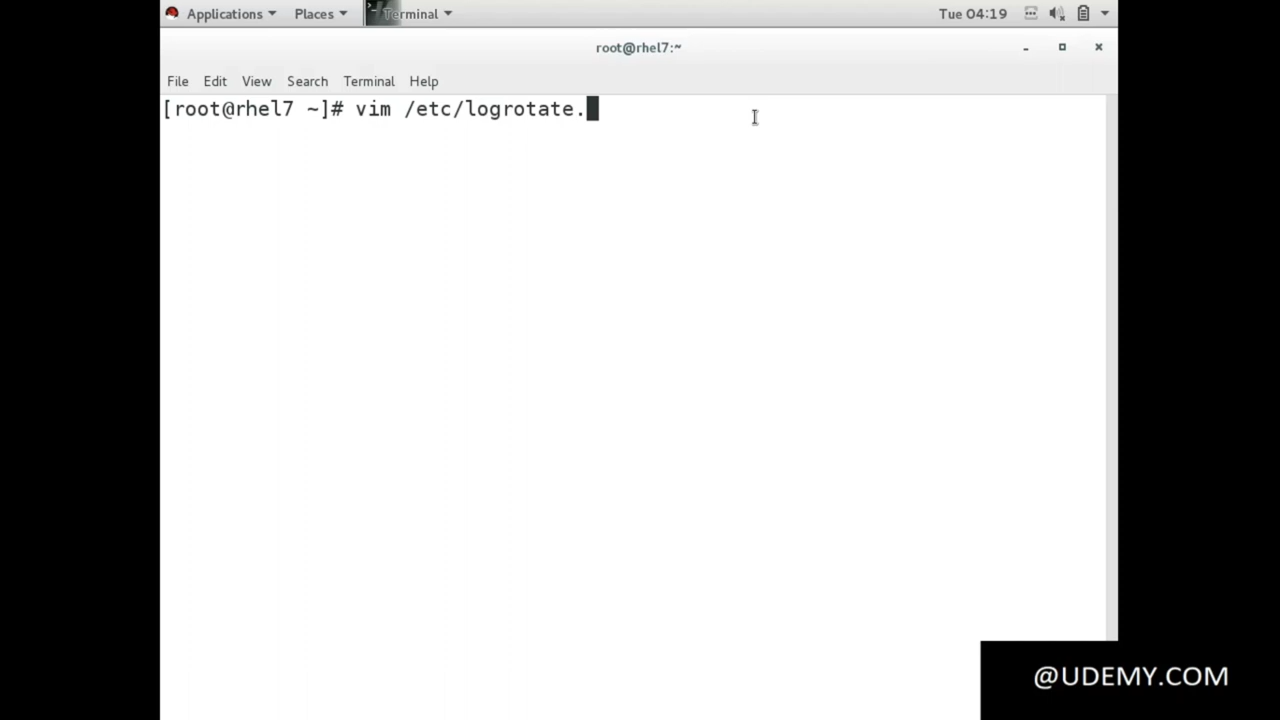 Applications Places Terminal Tue 04:19
root@rhel7:~
File Edit View Search Terminal Help
[root@rhel7 ~]# vim /etc/logrotate.
@UDEMY.COM